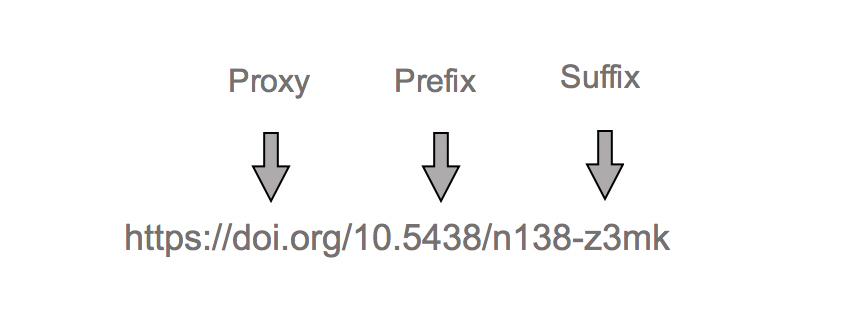 Proxy Prefix Suffix
https://doi.org/10.5438/n138-z3mk